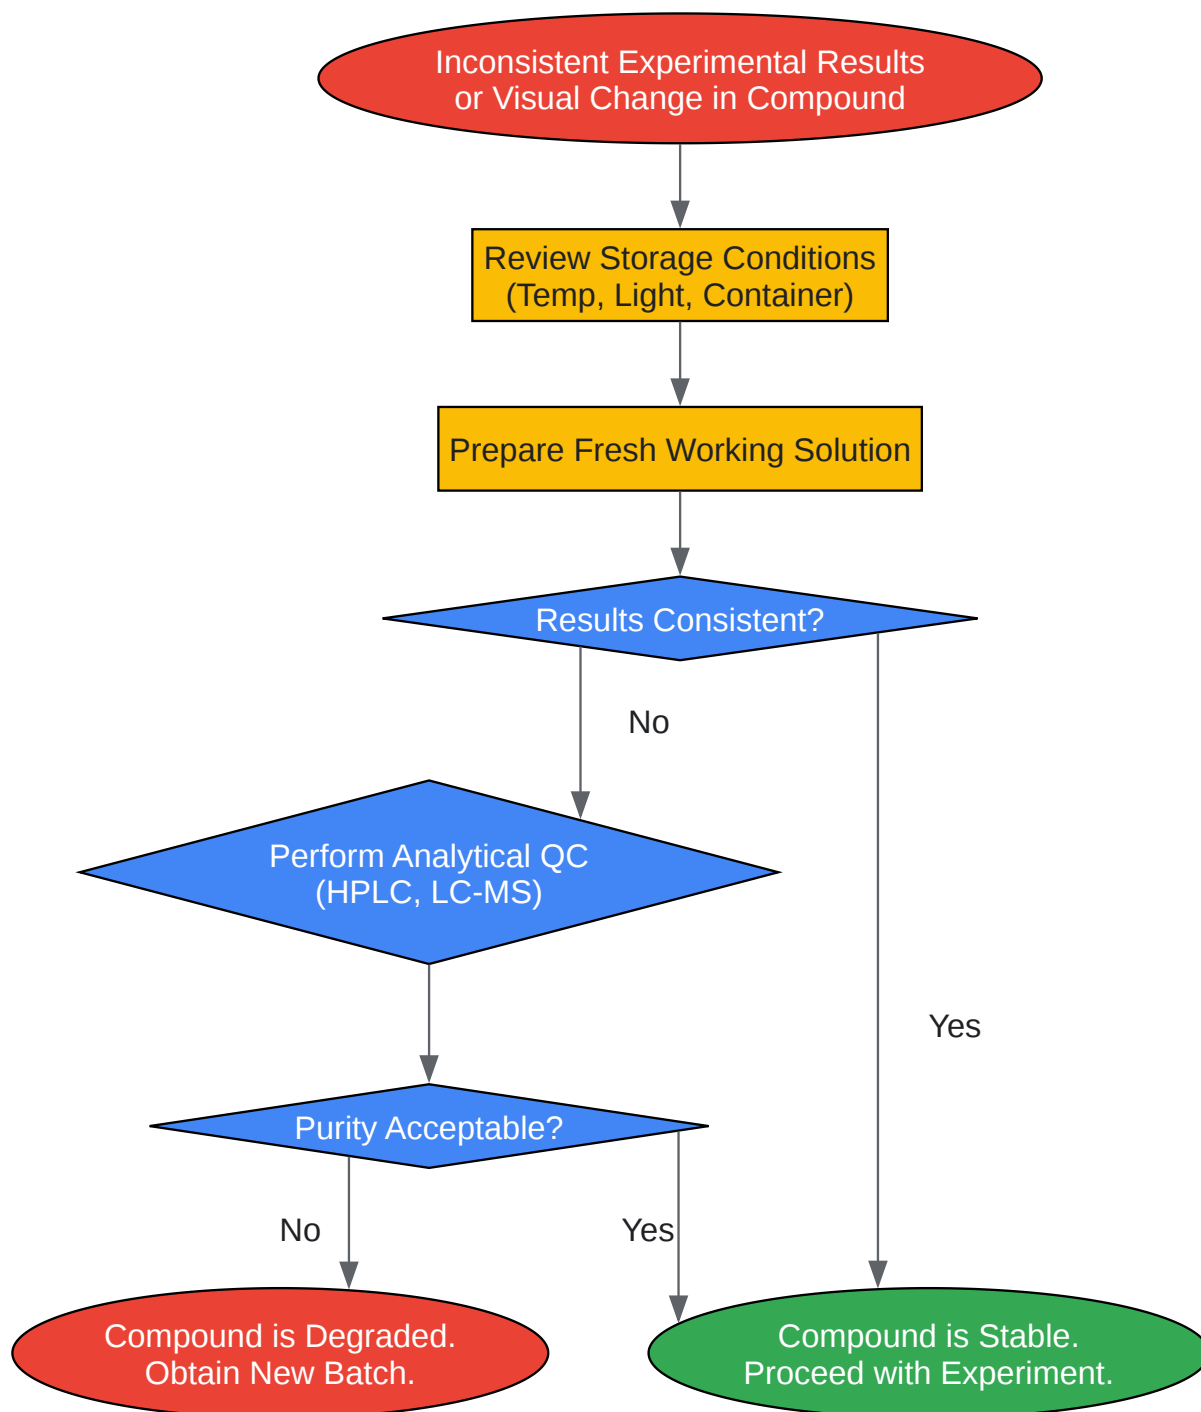 Inconsistent Experimental Results
or Visual Change in Compound
Review Storage Conditions
(Temp, Light, Container)
Prepare Fresh Working Solution
Results Consistent?
No
Perform Analytical QC
(HPLC, LC-MS)
Yes
Purity Acceptable?
No
Yes
Compound is Degraded.
Obtain New Batch.
Compound is Stable.
Proceed with Experiment.